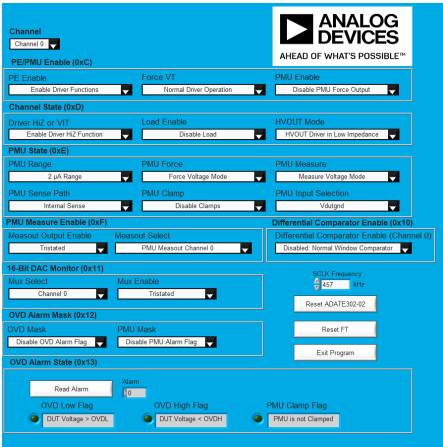 ANALOG
DEVICES
AHEAD OF WHAT'S POSSIBLE™
Channel
Channel 0
PE/PMU Enable (0xC)
PE Enable Force VT PMU Enable
Enable Driver Functions Normal Driver Operation Disable PMU Force Output
Channel State (0xD)
Driver HiZ or VIT Load Enable HVOUT Mode
Enable Driver HiZ Function Disable Load HVOUT Driver in Low Impedance
PMU State (0xE)
PMU Range PMU Force PMU Measure
2 µA Range Force Voltage Mode Measure Voltage Mode
PMU Sense Path PMU Clamp PMU Input Selection
Internal Sense Disable Clamps Vdutgnd
PMU Measure Enable (0xF) Differential Comparator Enable (0x10)
Measout Output Enable Measout Select Differential Comparator Enable (Channel 0)
Tristated PMU Measout Channel 0 Disabled: Normal Window Comparator
16-Bit DAC Monitor (0x11)
Mux Select Mux Enable
Channel 0 Tristated
SCLK Frequency
457 kHz
Reset ADATE302-02
OVD Alarm Mask (0x12)
OVD Mask PMU Mask
Disable OVD Alarm Flag Disable PMU Alarm Flag
Reset FT
Exit Program
OVD Alarm State (0x13)
Read Alarm
Alarm
0
OVD Low Flag OVD High Flag PMU Clamp Flag
DUT Voltage > OVDL DUT Voltage < OVDH PMU is not Clamped